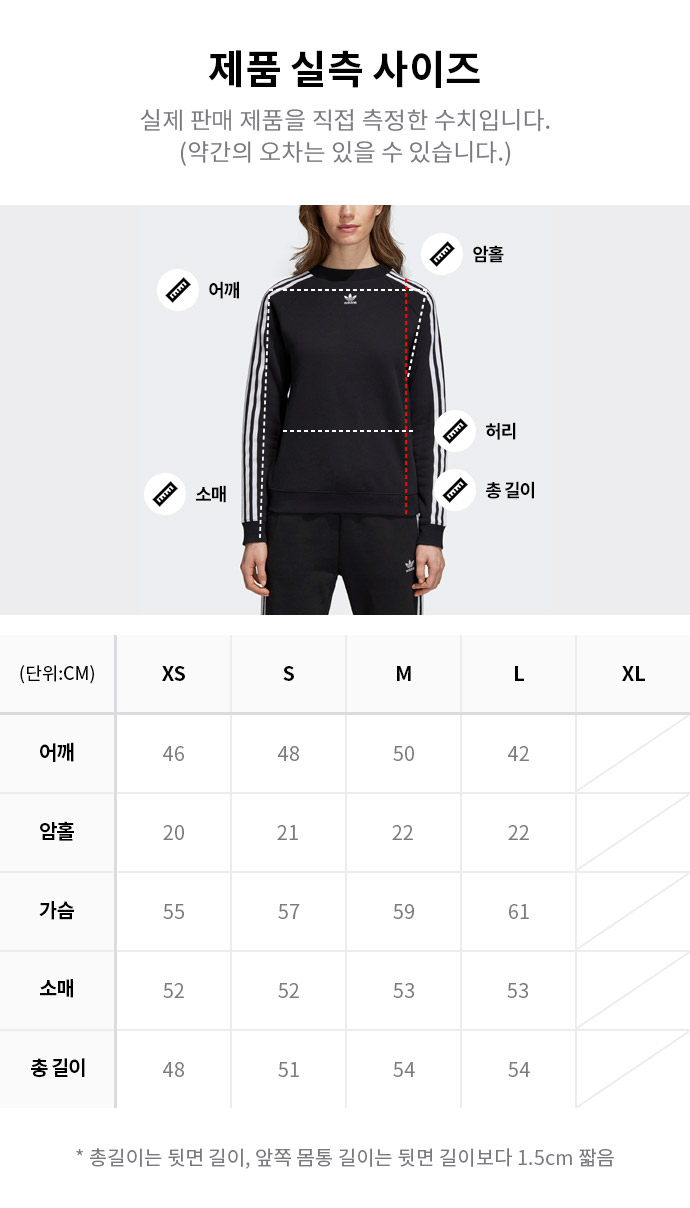 제품 실측 사이즈
실제 판매 제품을 직접 측정한 수치입니다.
(약간의 오차는 있을 수 있습니다.)
암홀
어깨
허리
소매
총 길이
(단위:CM) XS S M L XL
어깨 46 48 50 42
암홀 20 21 22 22
가슴 55 57 59 61
소매 52 52 53 53
총 길이 48 51 54 54
* 총길이는 뒷면 길이, 앞쪽 몸통 길이는 뒷면 길이보다 1.5cm 짧음